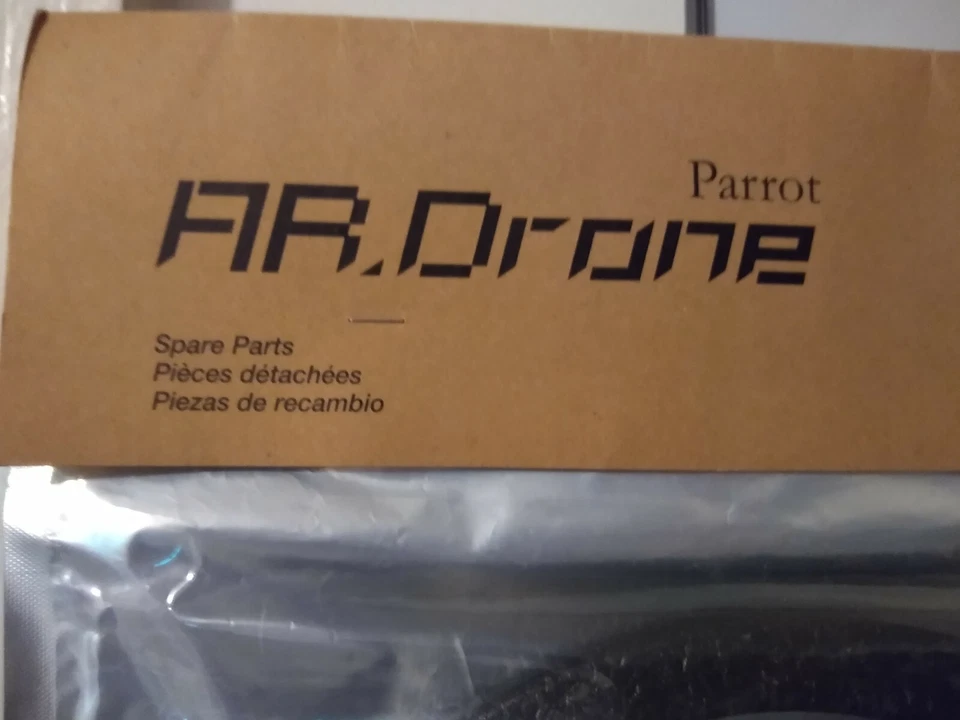 Parrot
AR.Drone
Spare Parts
Pièces détachées
Piezas de recambio